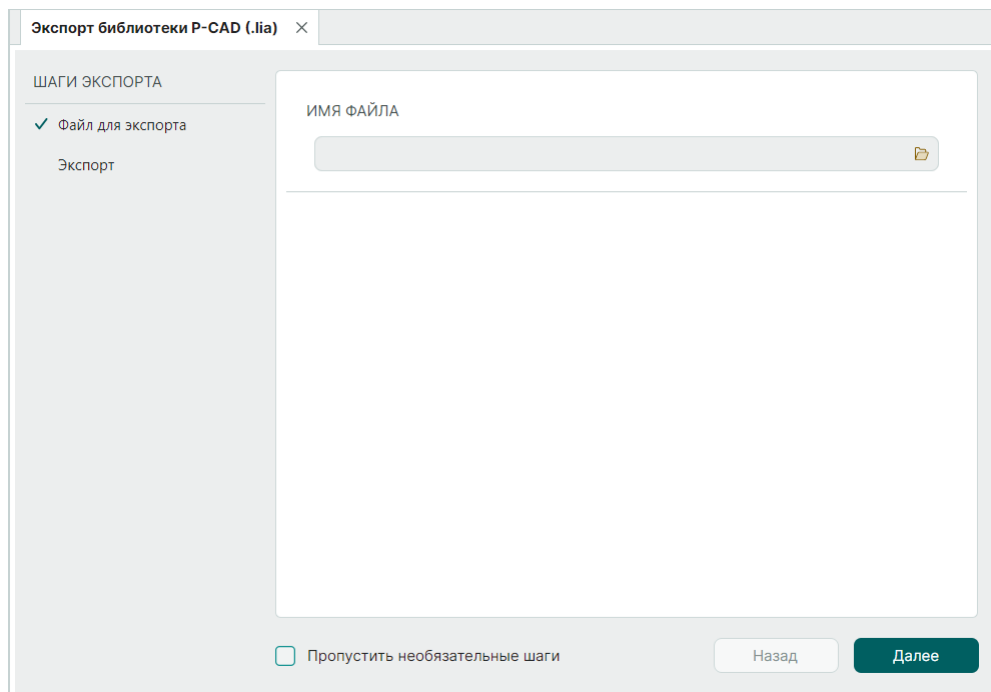 Экспорт библиотеки P-CAD (.lia)
ШАГИ ЭКСПОРТА
Файл для экспорта
Экспорт
ИМЯ ФАЙЛА
Пропустить необязательные шаги
Назад
Далее